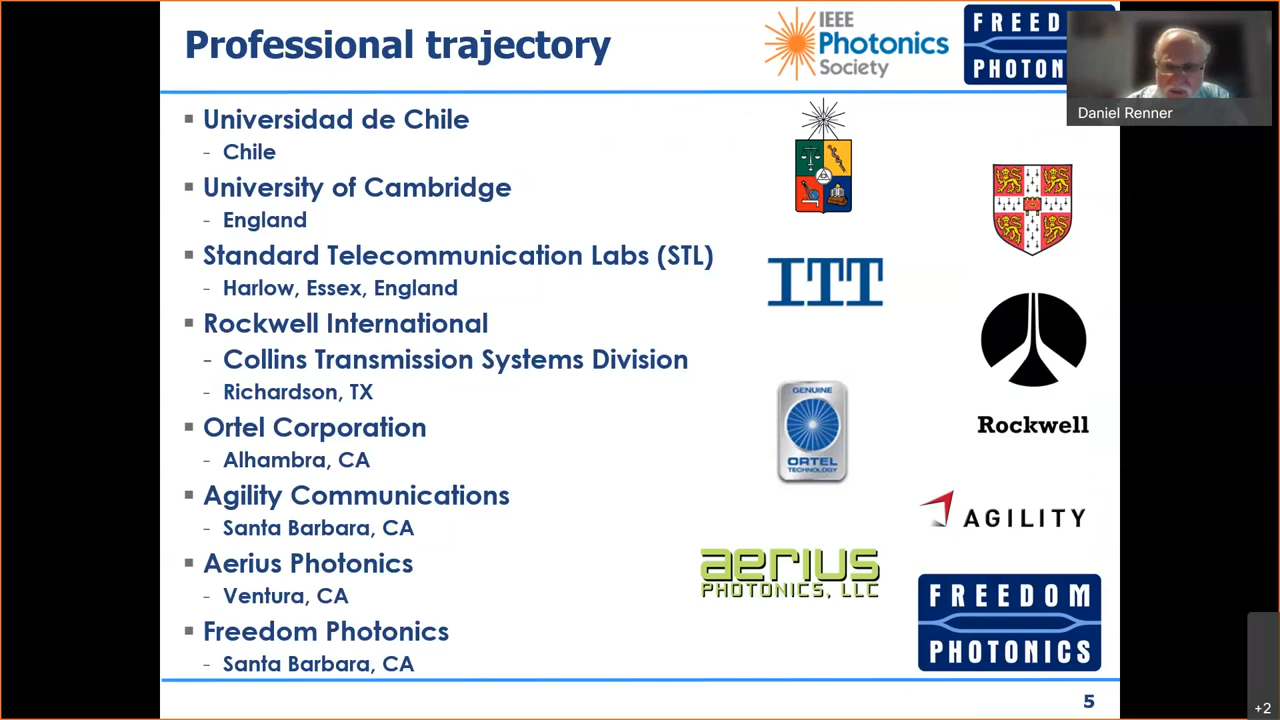 Professional trajectory
IEEE
Photonics
Society
FREED
PHOTON
Daniel Renner
▪ Universidad de Chile
- Chile
▪ University of Cambridge
- England
▪ Standard Telecommunication Labs (STL)
- Harlow, Essex, England
▪ Rockwell International
- Collins Transmission Systems Division
- Richardson, TX
▪ Ortel Corporation
- Alhambra, CA
▪ Agility Communications
- Santa Barbara, CA
▪ Aerius Photonics
- Ventura, CA
▪ Freedom Photonics
- Santa Barbara, CA
ITT
Rockwell
GENUINE
ORTEL
TECHNOLOGY
AGILITY
aerius
PHOTONICS, LLC
FREEDOM
PHOTONICS
5
+2